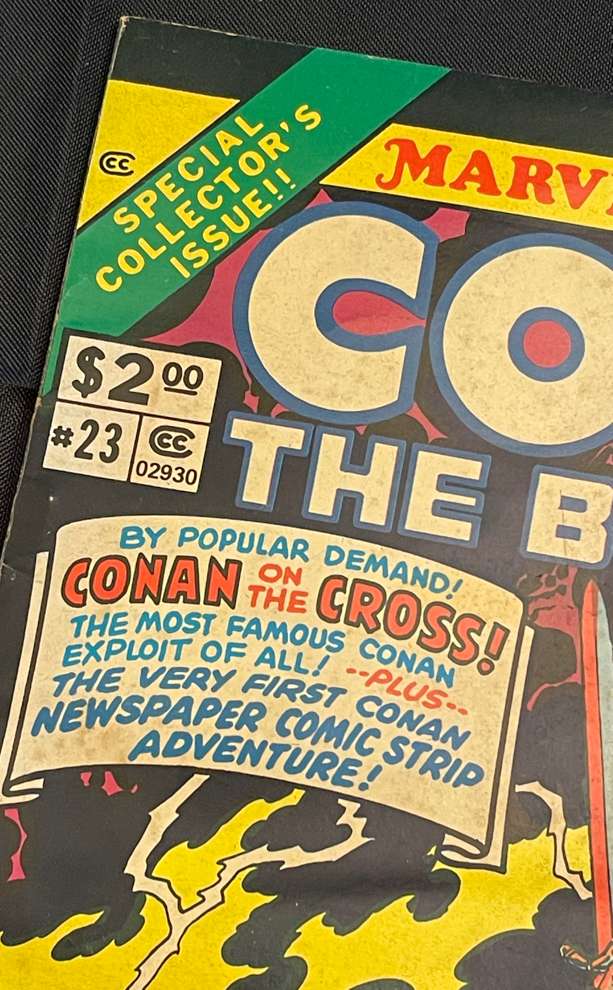 CC
SPECIAL
COLLECTOR'S
ISSUE!!
MARV
CO
THE B
$2.00
#23
CC
02930
BY POPULAR DEMAND!
CONAN ON THE CROSS!
THE MOST FAMOUS CONAN
EXPLOIT OF ALL! --PLUS--
THE VERY FIRST CONAN
NEWSPAPER COMIC STRIP
ADVENTURE!